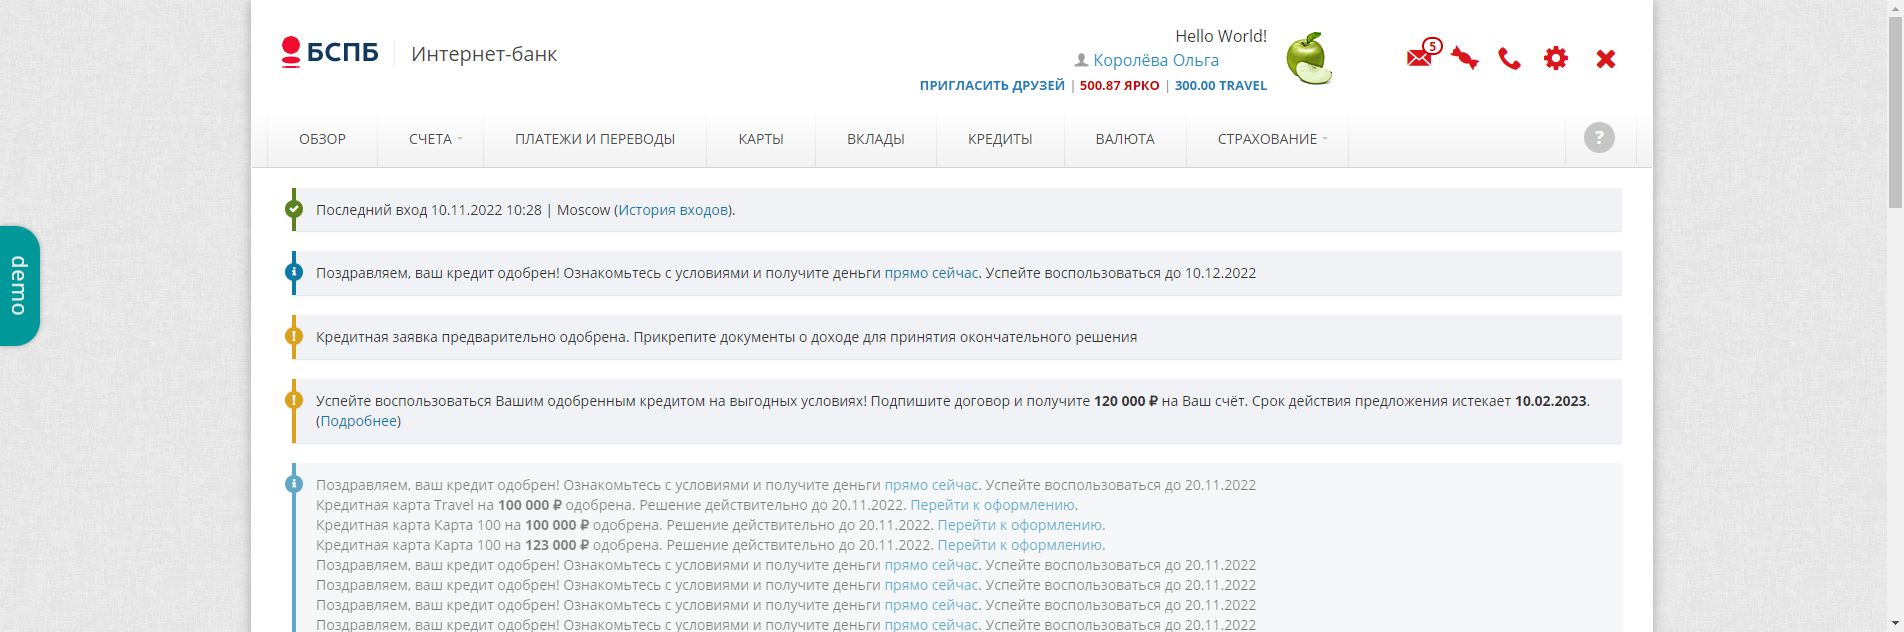 БСПБ
Интернет-банк
Hello World!
Королёва Ольга
ПРИГЛАСИТЬ ДРУЗЕЙ | 500.87 ЯРКО | 300.00 TRAVEL
5
ОБЗОР
СЧЕТА
ПЛАТЕЖИ И ПЕРЕВОДЫ
КАРТЫ
ВКЛАДЫ
КРЕДИТЫ
ВАЛЮТА
СТРАХОВАНИЕ
?
demo
Последний вход 10.11.2022 10:28 | Moscow (История входов).
Поздравляем, ваш кредит одобрен! Ознакомьтесь с условиями и получите деньги прямо сейчас. Успейте воспользоваться до 10.12.2022
Кредитная заявка предварительно одобрена. Прикрепите документы о доходе для принятия окончательного решения
Успейте воспользоваться Вашим одобренным кредитом на выгодных условиях! Подпишите договор и получите 120 000 ₽ на Ваш счёт. Срок действия предложения истекает 10.02.2023.
(Подробнее)
Поздравляем, ваш кредит одобрен! Ознакомьтесь с условиями и получите деньги прямо сейчас. Успейте воспользоваться до 20.11.2022
Кредитная карта Travel на 100 000 ₽ одобрена. Решение действительно до 20.11.2022. Перейти к оформлению.
Кредитная карта Карта 100 на 100 000 ₽ одобрена. Решение действительно до 20.11.2022. Перейти к оформлению.
Кредитная карта Карта 100 на 123 000 ₽ одобрена. Решение действительно до 20.11.2022. Перейти к оформлению.
Поздравляем, ваш кредит одобрен! Ознакомьтесь с условиями и получите деньги прямо сейчас. Успейте воспользоваться до 20.11.2022
Поздравляем, ваш кредит одобрен! Ознакомьтесь с условиями и получите деньги прямо сейчас. Успейте воспользоваться до 20.11.2022
Поздравляем, ваш кредит одобрен! Ознакомьтесь с условиями и получите деньги прямо сейчас. Успейте воспользоваться до 20.11.2022
Поздравляем, ваш кредит одобрен! Ознакомьтесь с условиями и получите деньги прямо сейчас. Успейте воспользоваться до 20.11.2022